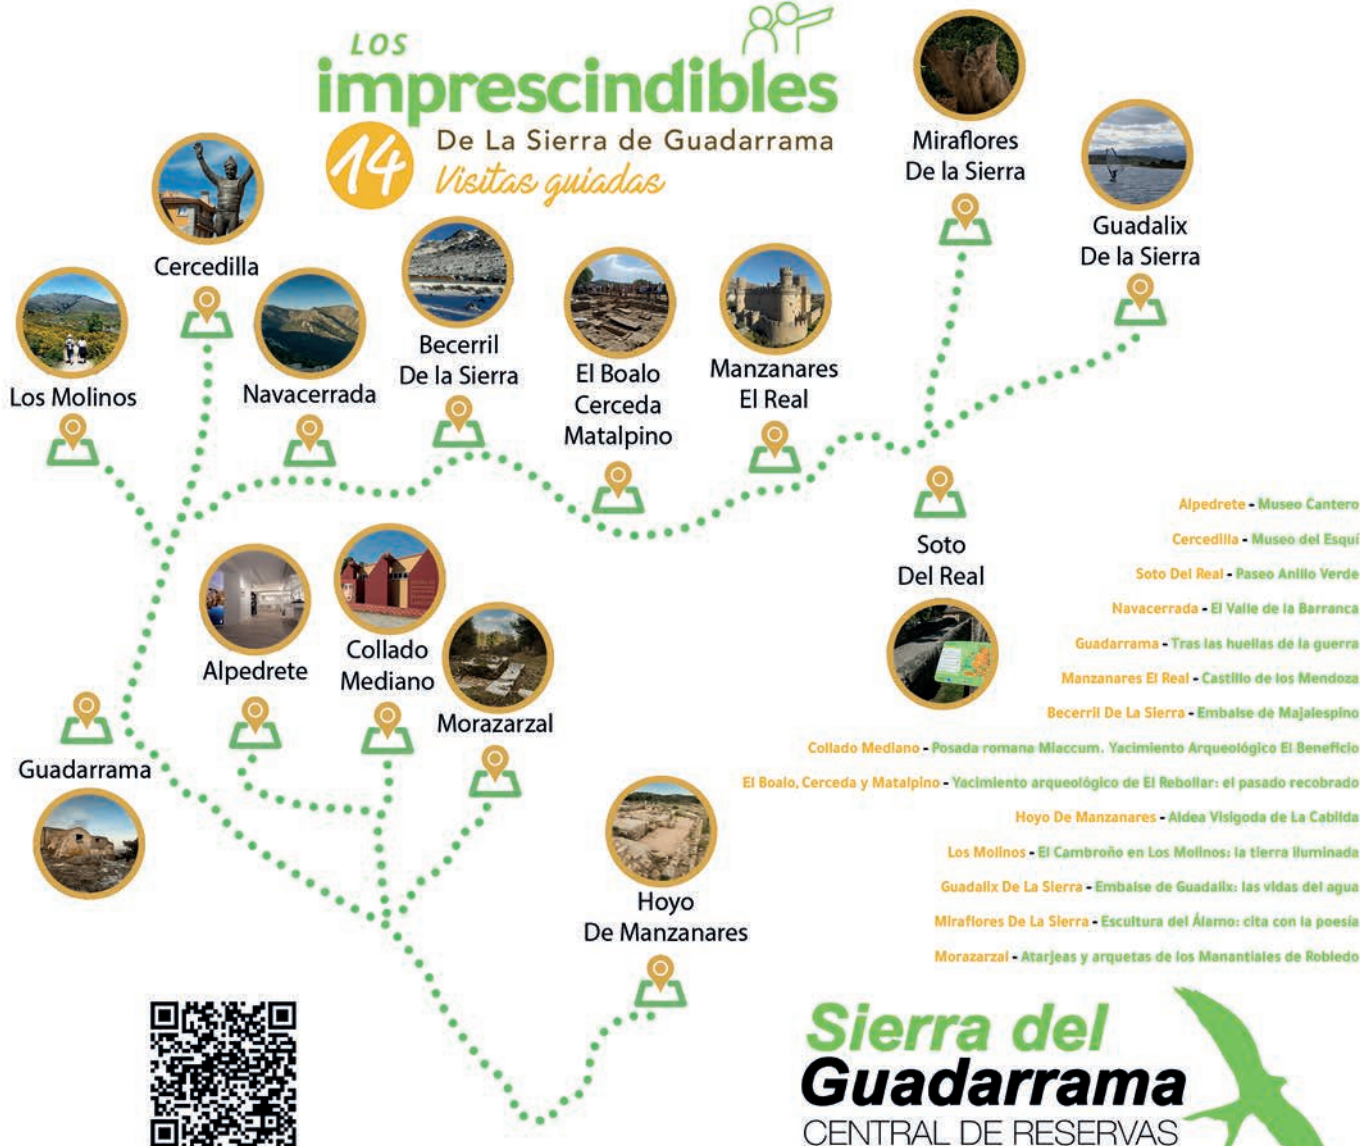 LOS
imprescindibles
14
De La Sierra de Guadarrama
Visitas guiadas
Miraflores
De la Sierra
Guadalix
De la Sierra
Cercedilla
Los Molinos
Navacerrada
Becerril
De la Sierra
El Boalo
Cerceda
Matalpino
Manzanares
El Real
Soto
Del Real
Alpedrete
Collado
Mediano
Morazarzal
Guadarrama
Hoyo
De Manzanares
Alpedrete - Museo Cantero
Cercedilla - Museo del Esquí
Soto Del Real - Paseo Anillo Verde
Navacerrada - El Valle de la Barranca
Guadarrama - Tras las huellas de la guerra
Manzanares El Real - Castillo de los Mendoza
Becerril De La Sierra - Embalse de Majalespino
Collado Mediano - Posada romana Miaccum. Yacimiento Arqueológico El Beneficio
El Boalo, Cerceda y Matalpino - Yacimiento arqueológico de El Rebollar: el pasado recobrado
Hoyo De Manzanares - Aldea Visigoda de La Cabilda
Los Molinos - El Cambroño en Los Molinos: la tierra iluminada
Guadalix De La Sierra - Embalse de Guadalix: las vidas del agua
Miraflores De La Sierra - Escultura del Álamo: cita con la poesía
Morazarzal - Atarjeas y arquetas de los Manantiales de Robledo
Sierra del
Guadarrama
CENTRAL DE RESERVAS